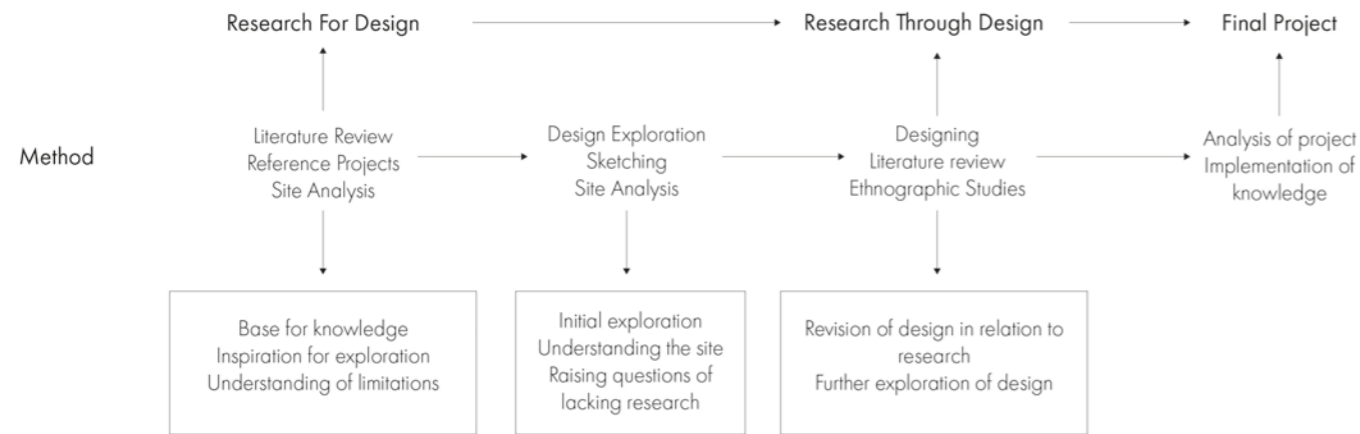 Research For Design
Research Through Design
Final Project
Method
Literature Review
Reference Projects
Site Analysis
Design Exploration
Sketching
Site Analysis
Designing
Literature review
Ethnographic Studies
Analysis of project
Implementation of
knowledge
Base for knowledge
Inspiration for exploration
Understanding of limitations
Initial exploration
Understanding the site
Raising questions of
lacking research
Revision of design in relation to
research
Further exploration of design